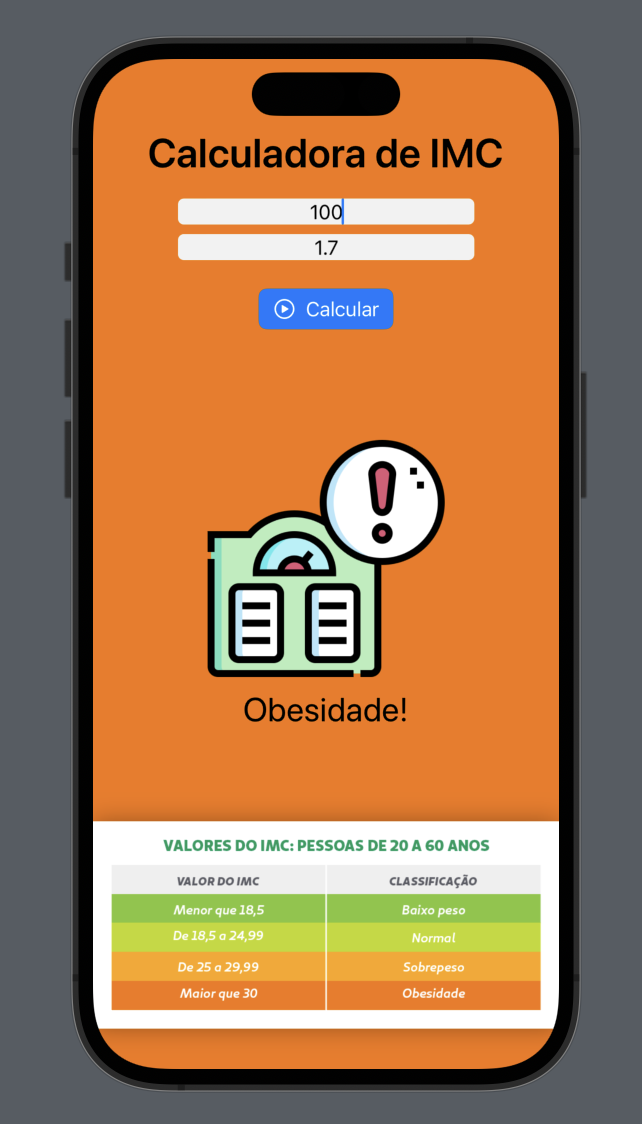 Calculadora de IMC
100
1.7
Calcular
Obesidade!
VALORES DO IMC: PESSOAS DE 20 A 60 ANOS
VALOR DO IMC CLASSIFICAÇÃO
Menor que 18,5 Baixo peso
De 18,5 a 24,99 Normal
De 25 a 29,99 Sobrepeso
Maior que 30 Obesidade